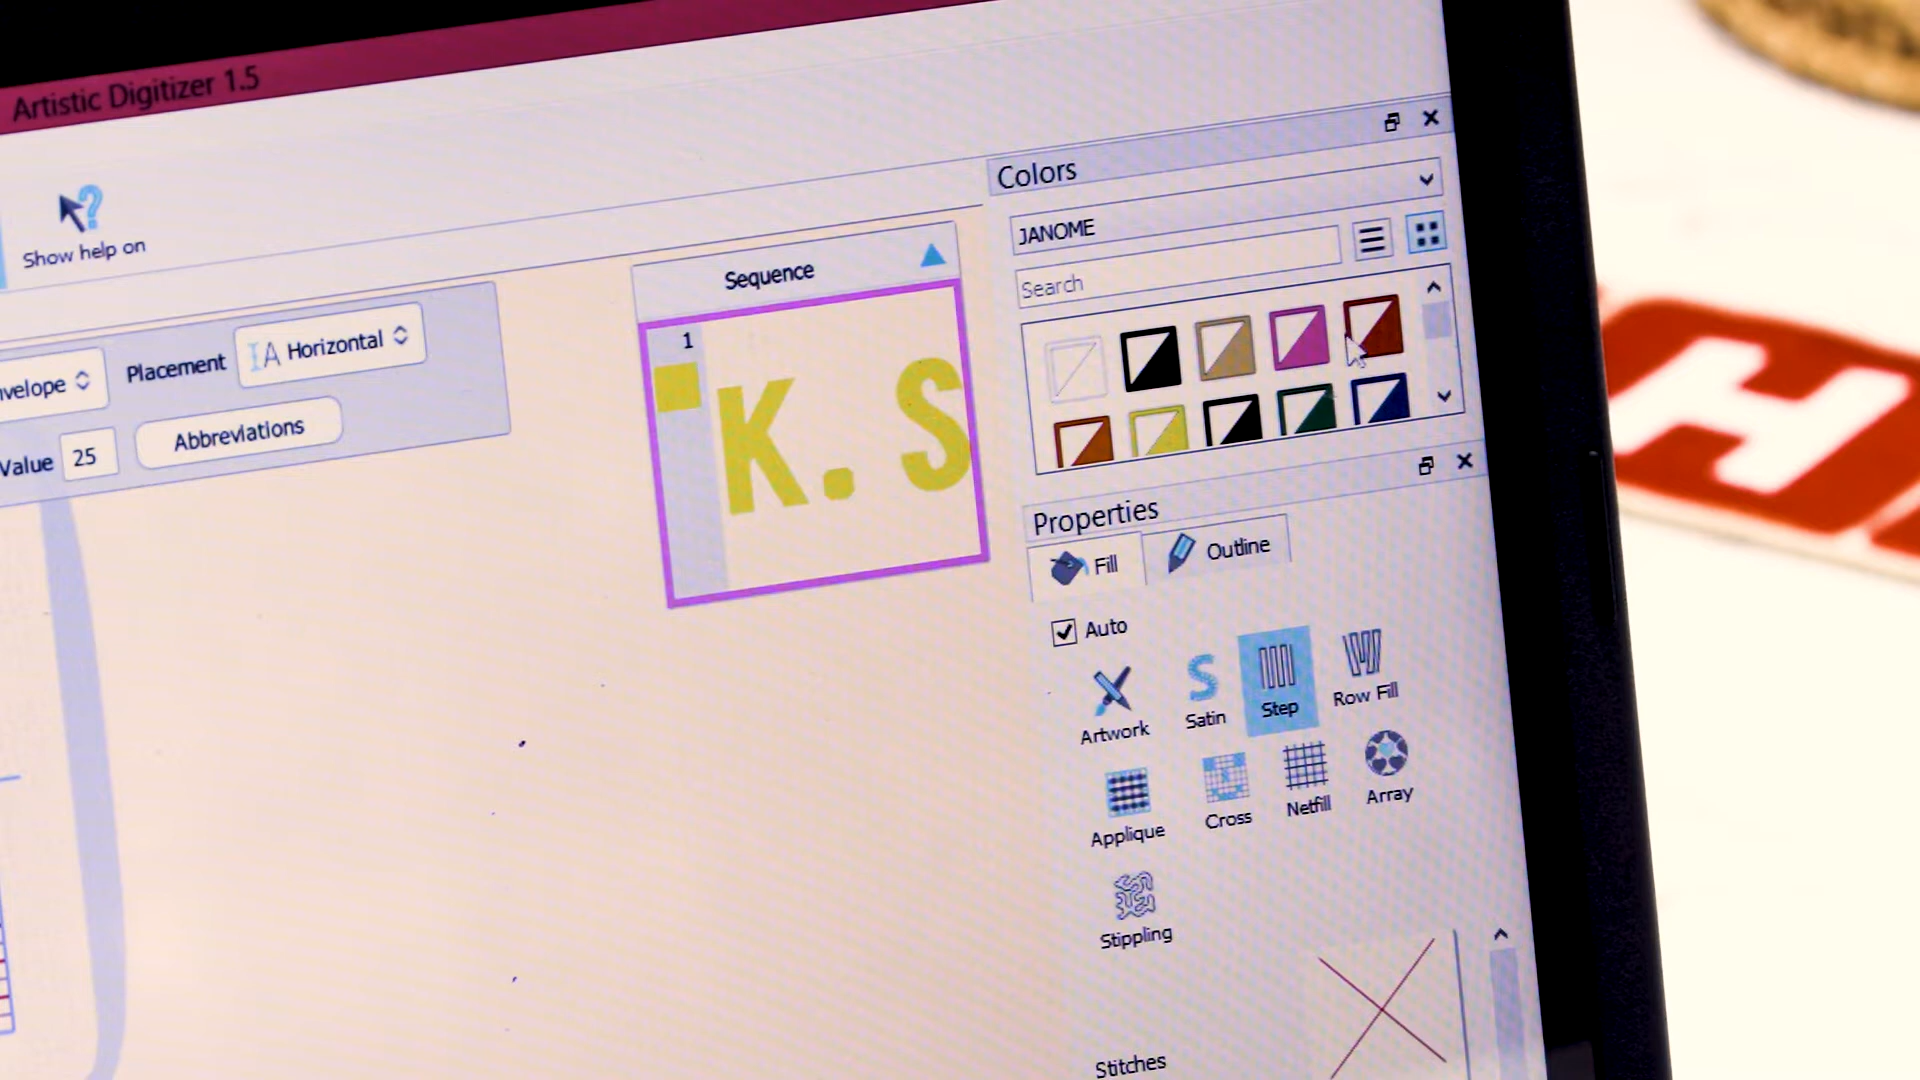 Artistic Digitizer 1.5
Show help on
Placement
Horizontal
Value
25
Abbreviations
Sequence
1
K. S
Colors
JANOME
Search
Properties
Fill
Outline
Auto
Artwork
Satin
Step
Row Fill
Applique
Cross
Netfill
Array
Stippling
Stitches
H